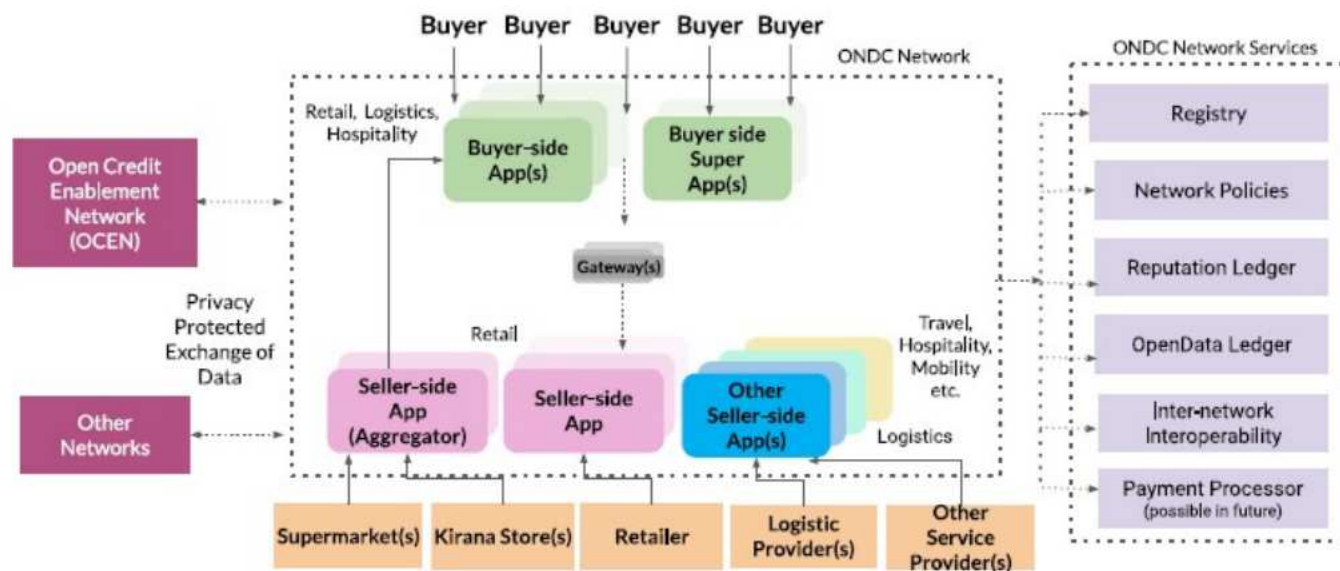 Buyer Buyer Buyer Buyer Buyer
ONDC Network
ONDC Network Services
Retail, Logistics,
Hospitality
Buyer-side
App(s)
Buyer side
Super
App(s)
Open Credit
Enablement
Network
(OCEN)
Gateway(s)
Privacy
Protected
Exchange of
Data
Other
Networks
Retail
Seller-side
App
(Aggregator)
Seller-side
App
Other
Seller-side
App(s)
Travel,
Hospitality,
Mobility
etc.
Logistics
Supermarket(s)
Kirana Store(s)
Retailer
Logistic
Provider(s)
Other
Service
Provider(s)
Registry
Network Policies
Reputation Ledger
OpenData Ledger
Inter-network
Interoperability
Payment Processor
(possible in future)